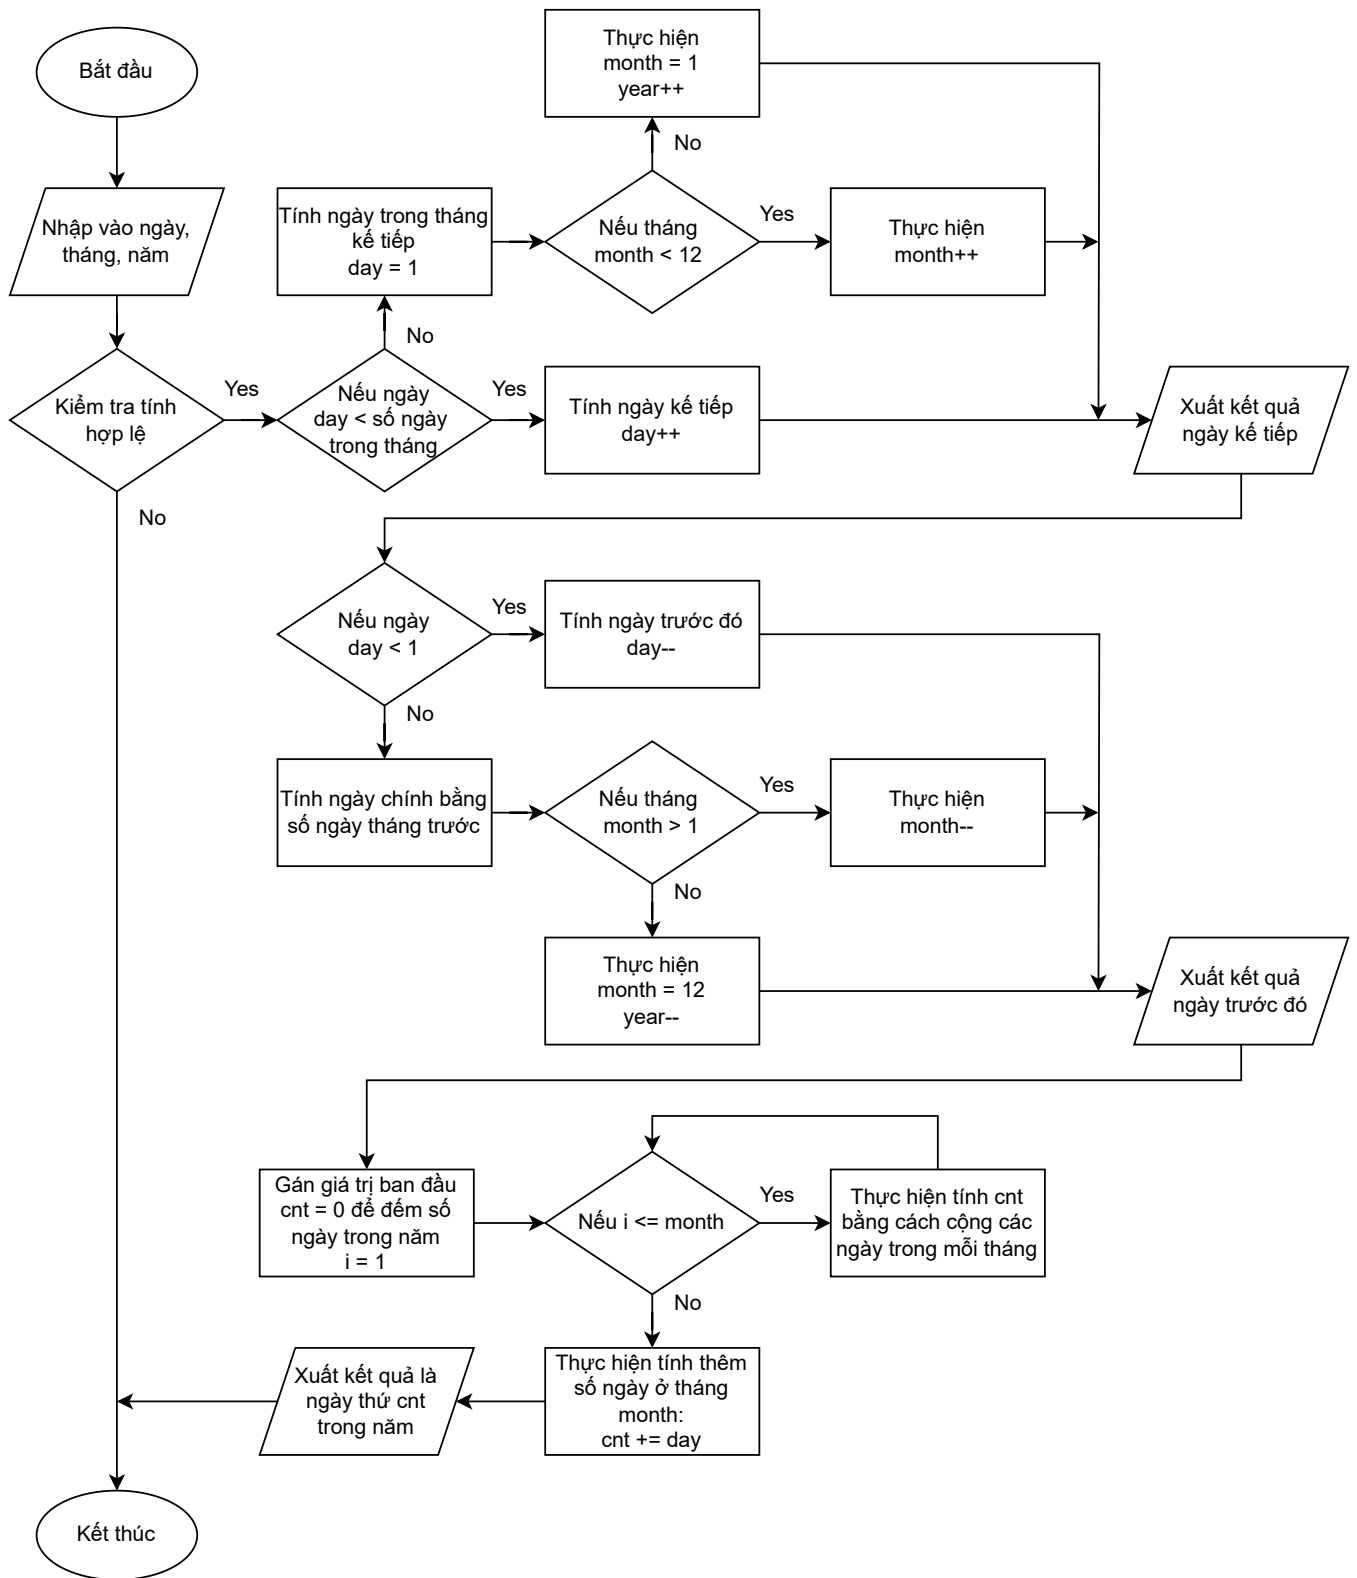 Bắt đầu
Nhập vào ngày,
tháng, năm
Kiểm tra tính
hợp lệ
Yes
No
Nếu ngày
day < số ngày
trong tháng
No
Yes
Tính ngày trong tháng
kế tiếp
day = 1
Nếu tháng
month < 12
No
Yes
Thực hiện
month = 1
year++
Thực hiện
month++
Tính ngày kế tiếp
day++
Xuất kết quả
ngày kế tiếp
Nếu ngày
day < 1
Yes
No
Tính ngày trước đó
day--
Tính ngày chính bằng
số ngày tháng trước
Nếu tháng
month > 1
Yes
No
Thực hiện
month--
Thực hiện
month = 12
year--
Xuất kết quả
ngày trước đó
Gán giá trị ban đầu
cnt = 0 để đếm số
ngày trong năm
i = 1
Nếu i <= month
Yes
No
Thực hiện tính cnt
bằng cách cộng các
ngày trong mỗi tháng
Thực hiện tính thêm
số ngày ở tháng
month:
cnt += day
Xuất kết quả là
ngày thứ cnt
trong năm
Kết thúc